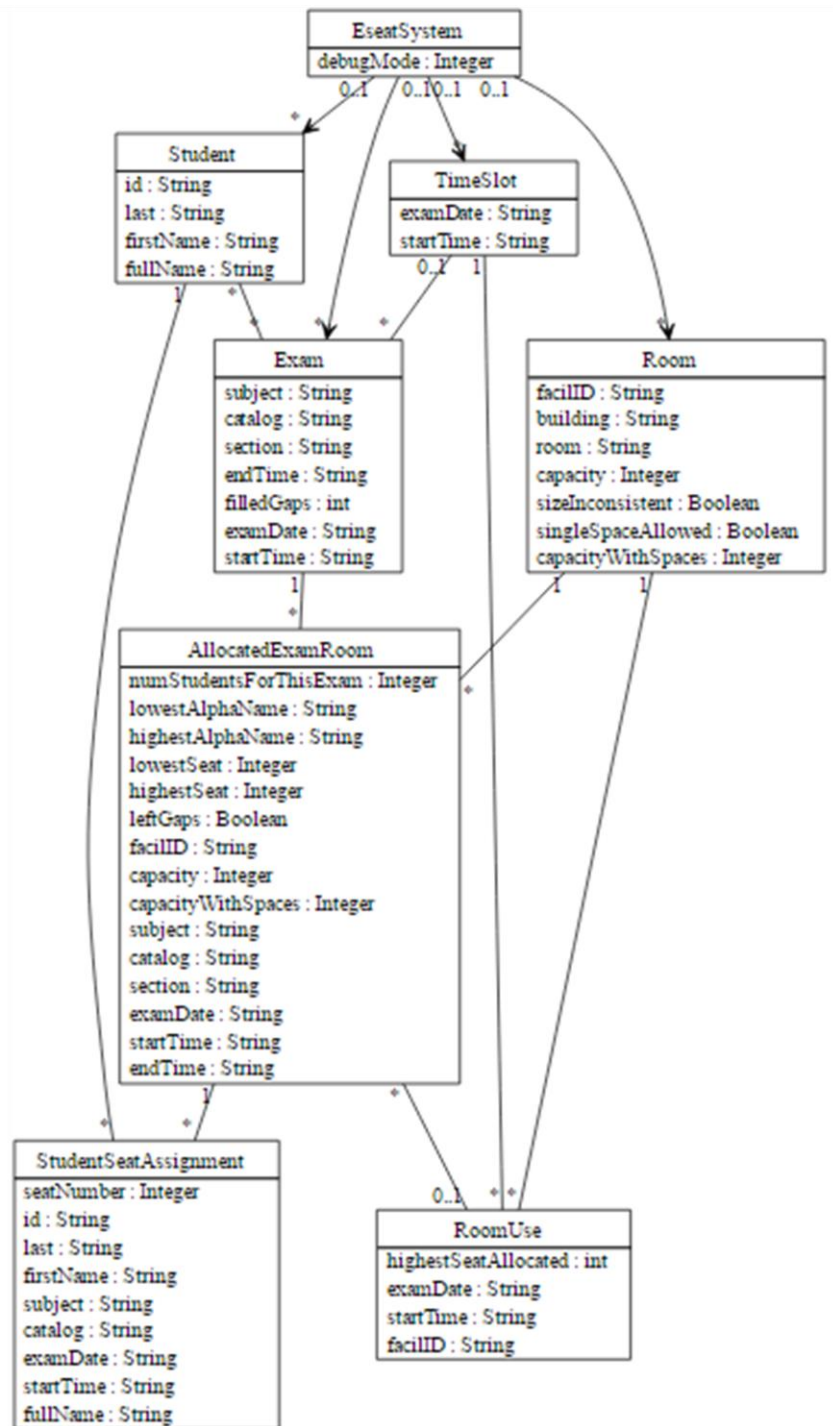 EseatSystem
debugMode : Integer
0..1 0..1 0..1 0..1
* *
Student
id : String
last : String
firstName : String
fullName : String
TimeSlot
examDate : String
startTime : String
1 * 0..1 1
* * * *
Exam
subject : String
catalog : String
section : String
endTime : String
filledGaps : int
examDate : String
startTime : String
Room
facilID : String
building : String
room : String
capacity : Integer
sizeInconsistent : Boolean
singleSpaceAllowed : Boolean
capacityWithSpaces : Integer
1 1 1
* *
AllocatedExamRoom
numStudentsForThisExam : Integer
lowestAlphaName : String
highestAlphaName : String
lowestSeat : Integer
highestSeat : Integer
leftGaps : Boolean
facilID : String
capacity : Integer
capacityWithSpaces : Integer
subject : String
catalog : String
section : String
examDate : String
startTime : String
endTime : String
1 *
* *
StudentSeatAssignment
seatNumber : Integer
id : String
last : String
firstName : String
subject : String
catalog : String
examDate : String
startTime : String
fullName : String
0..1 * *
RoomUse
highestSeatAllocated : int
examDate : String
startTime : String
facilID : String